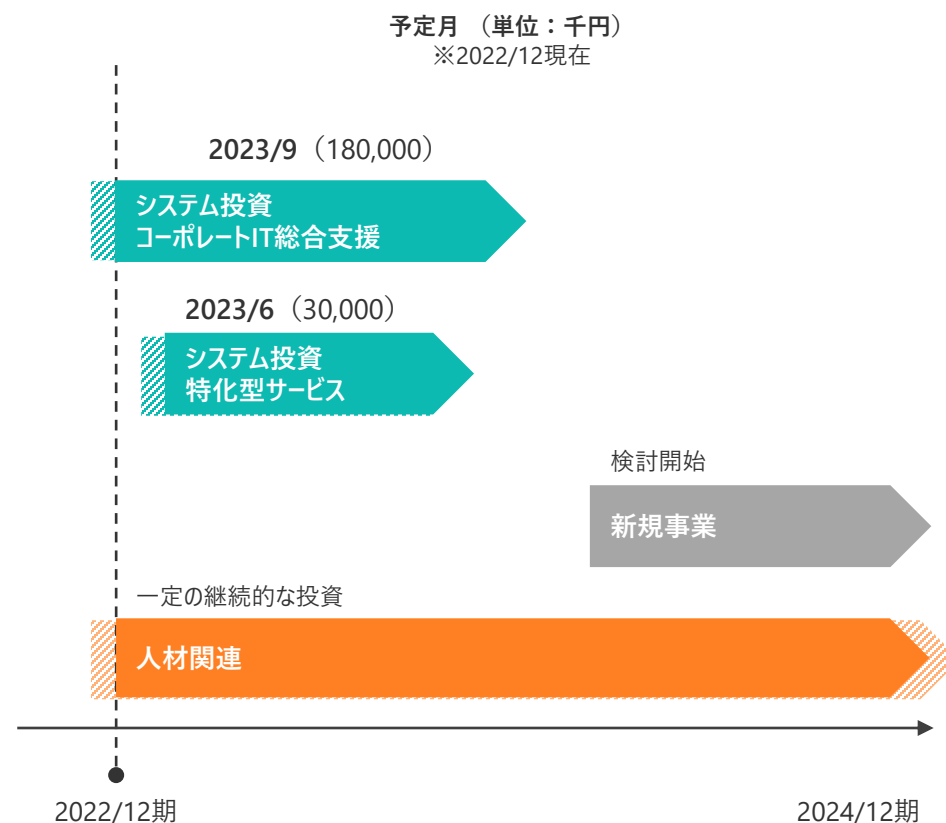 予定月 （単位：千円）
※2022/12現在
2023/9（180,000）
システム投資
コーポレートIT総合支援
2023/6（30,000）
システム投資
特化型サービス
検討開始
新規事業
一定の継続的な投資
人材関連
2022/12期
2024/12期